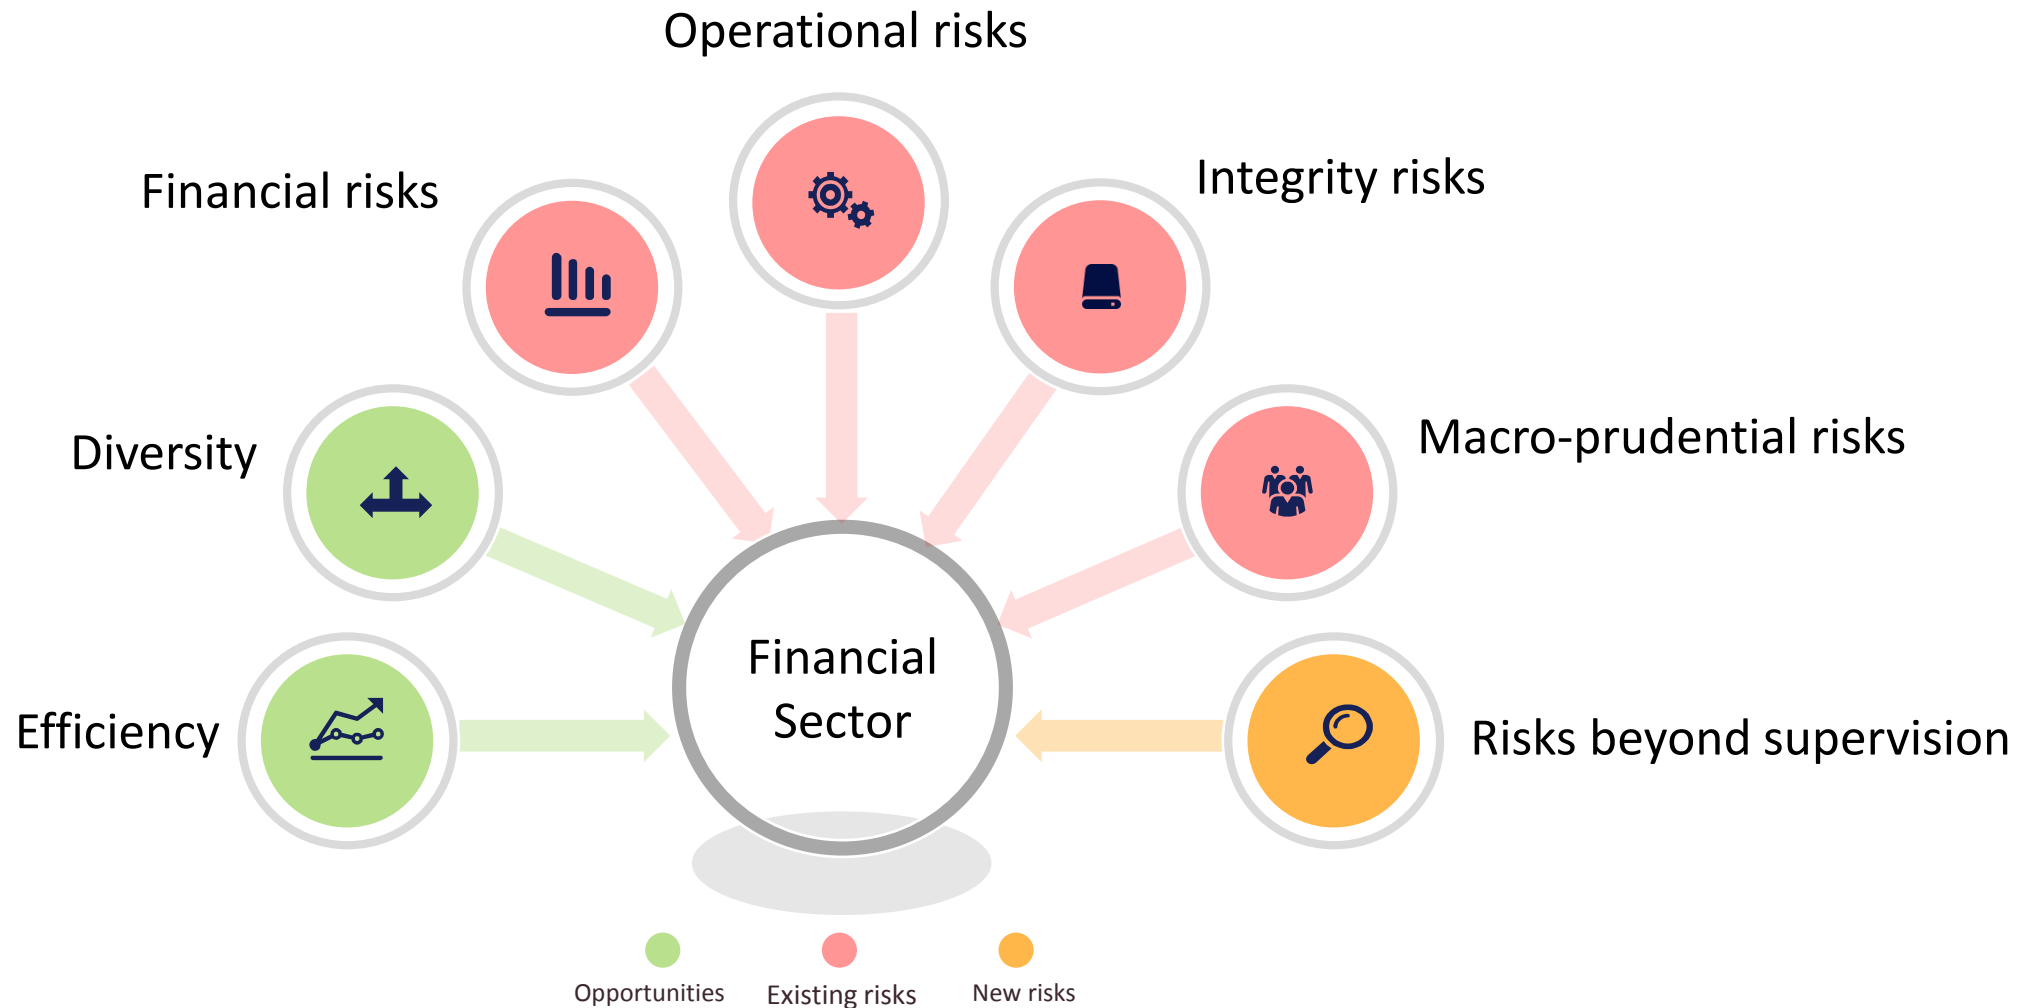 Operational risks
Financial risks
Integrity risks
Diversity
Macro-prudential risks
Efficiency
Financial
Sector
Risks beyond supervision
Opportunities
Existing risks
New risks